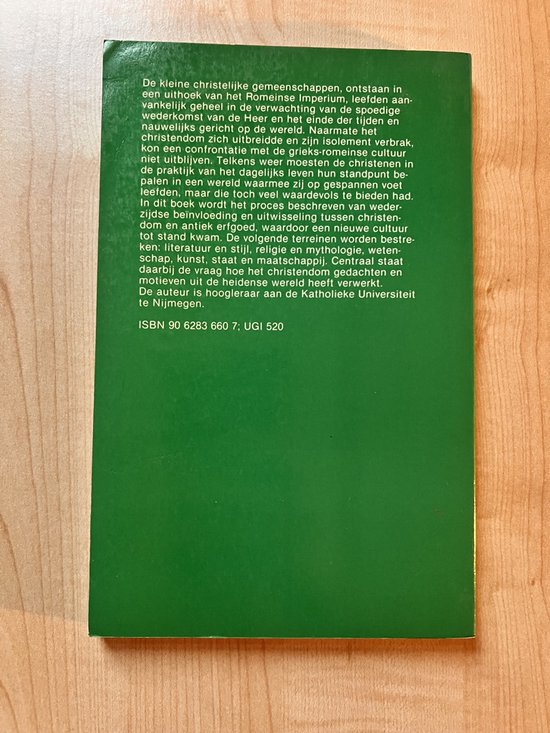 De kleine christelijke gemeenschappen, ontstaan in
een uithoek van het Romeinse Imperium, leefden aan-
vankelijk geheel in de verwachting van de spoedige
wederkomst van de Heer en het einde der tijden en
nauwelijks gericht op de wereld. Naarmate het
christendom zich uitbreidde en zijn isolement verbrak,
kon een confrontatie met de grieks-romeinse cultuur
niet uitblijven. Telkens weer moesten de christenen in
de praktijk van het dagelijks leven hun standpunt be-
palen in een wereld waarmee zij op gespannen voet
leefden, maar die toch veel waardevols te bieden had.
In dit boek wordt het proces beschreven van weder-
zijdse beïnvloeding en uitwisseling tussen christen-
dom en antiek erfgoed, waardoor een nieuwe cultuur
tot stand kwam. De volgende terreinen worden bestre-
ken: literatuur en stijl, religie en mythologie, weten-
schap, kunst, staat en maatschappij. Centraal staat
daarbij de vraag hoe het christendom gedachten en
motieven uit de heidense wereld heeft verwerkt.
De auteur is hoogleraar aan de Katholieke Universiteit
te Nijmegen.
ISBN 90 6283 660 7; UGI 520